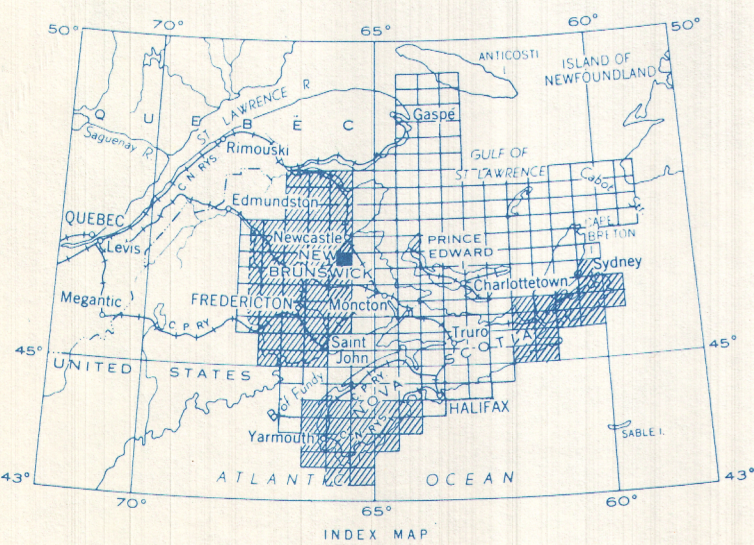 50°
70°
65°
60°
50°
ANTICOSTI
I
ISLAND OF
NEWFOUNDLAND
Q U E B E C
ST LAWRENCE R
Saguenay R.
Gaspé
C N RYS
Rimouski
GULF OF
ST LAWRENCE
Cabot
Str
Edmundston
QUEBEC
Levis
Newcastle
NEW
BRUNSWICK
PRINCE
EDWARD
CAPE
BRETON
I
Sydney
Megantic
FREDERICTON
Moncton
Charlottetown
C P RY
Saint
John
Truro
45°
45°
UNITED STATES
NOVA SCOTIA
B of Fundy
C P RY
C N RYS
HALIFAX
Yarmouth
SABLE I.
43°
ATLANTIC OCEAN
43°
70°
65°
60°
INDEX MAP